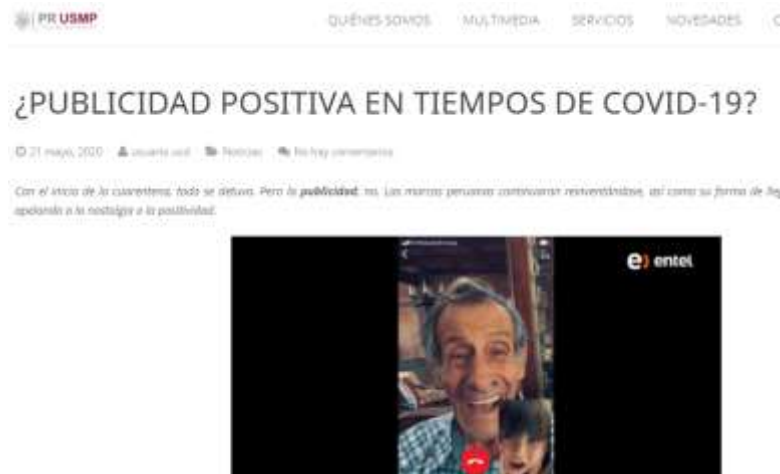 PR USMP
QUIÉNES SOMOS MULTIMEDIA SERVICIOS NOVEDADES
¿PUBLICIDAD POSITIVA EN TIEMPOS DE COVID-19?
21 mayo, 2020 usuario Noticias No hay comentarios
Con el inicio de la cuarentena, todo se detuvo. Pero la publicidad, no. Las marcas peruanas continuaron reinventándose, así como su forma de
apelando a la nostalgia o la positividad.
entel